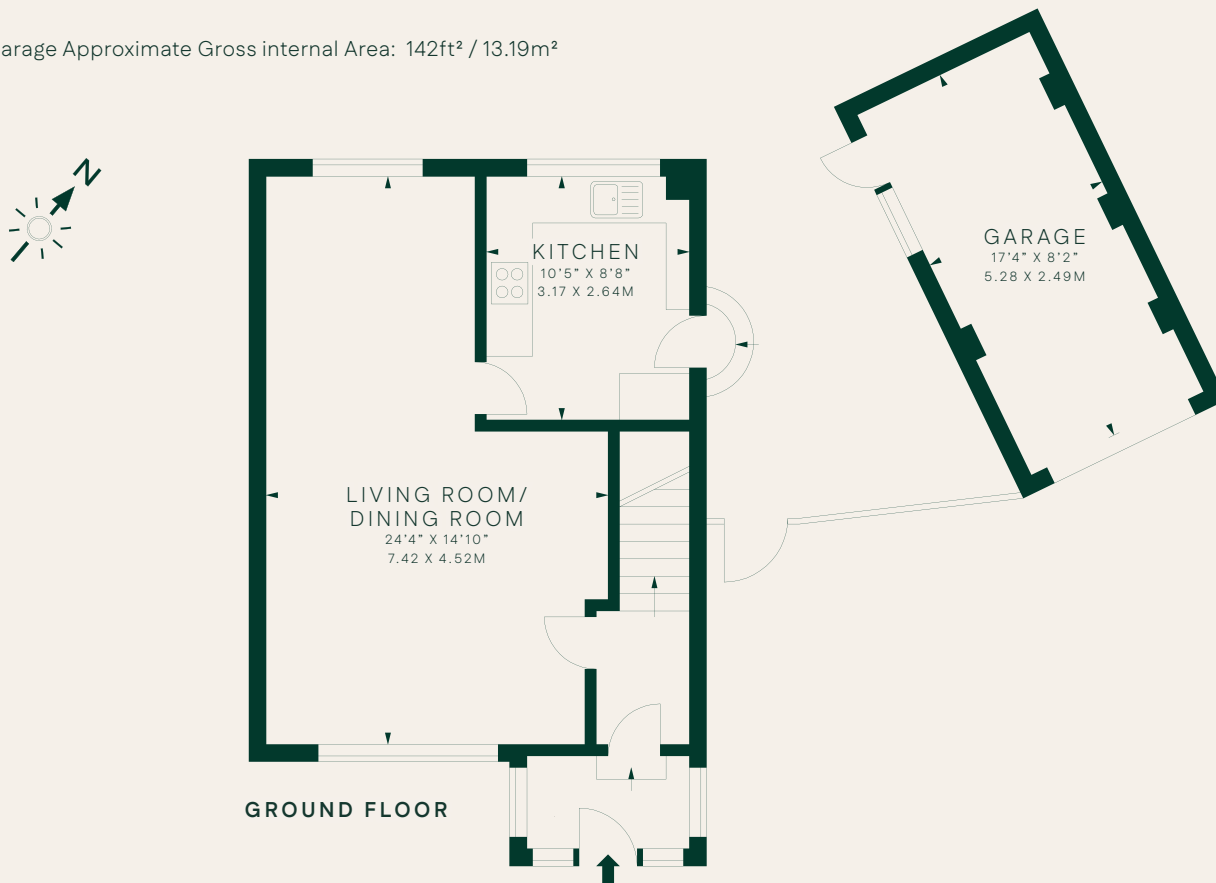 arage Approximate Gross internal Area: 142ft² / 13.19m²
N
KITCHEN
10’5” X 8’8”
3.17 X 2.64M
GARAGE
17’4” X 8’2”
5.28 X 2.49M
LIVING ROOM/
DINING ROOM
24’4” X 14’10”
7.42 X 4.52M
GROUND FLOOR